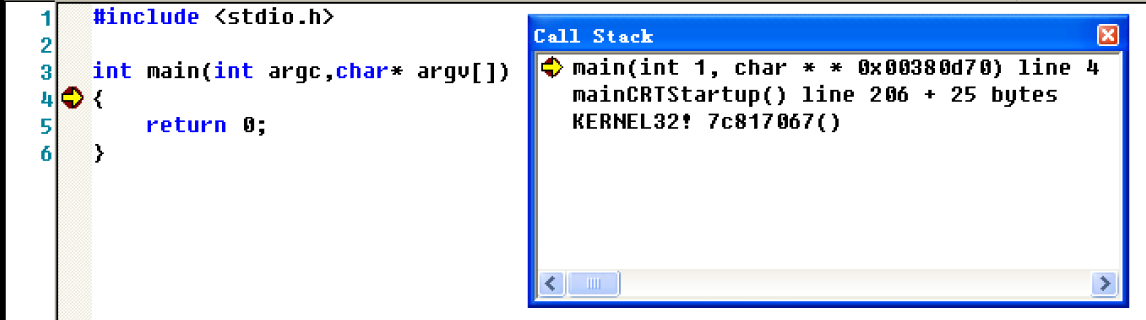 1 #include <stdio.h>
2
3 int main(int argc,char* argv[])
4 {
5 return 0;
6 }
Call Stack
main(int 1, char * * 0x00380d70) line 4
mainCRTStartup() line 206 + 25 bytes
KERNEL32! 7c817067()